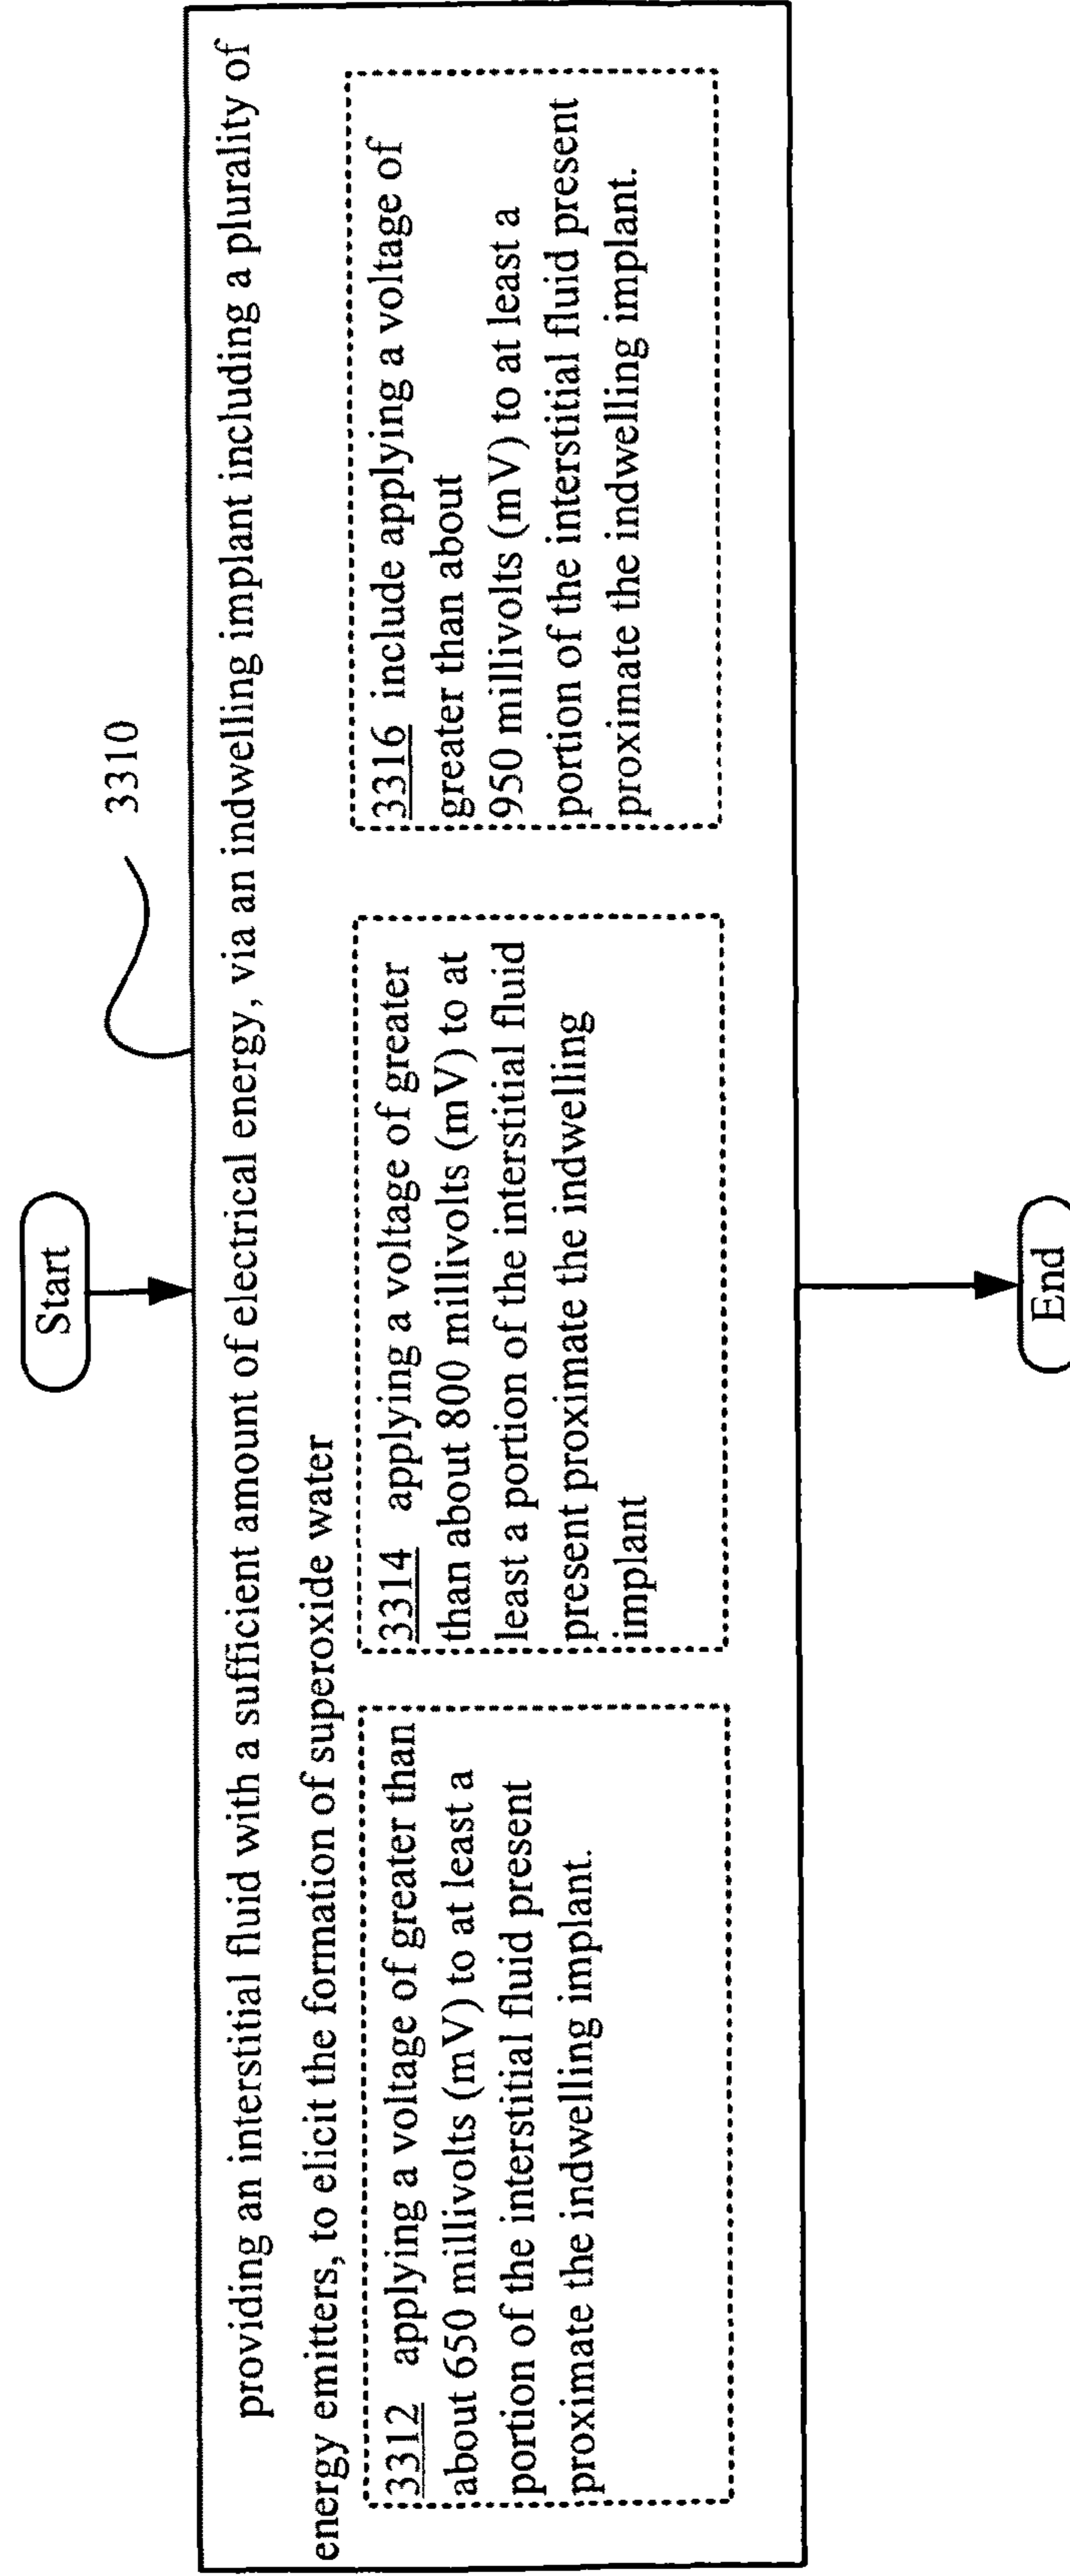 Start
3310
providing an interstitial fluid with a sufficient amount of electrical energy, via an indwelling implant including a plurality of
energy emitters, to elicit the formation of superoxide water
3312 applying a voltage of greater than
about 650 millivolts (mV) to at least a
portion of the interstitial fluid present
proximate the indwelling implant.
3314 applying a voltage of greater
than about 800 millivolts (mV) to at
least a portion of the interstitial fluid
present proximate the indwelling
implant
3316 include applying a voltage of
greater than about
950 millivolts (mV) to at least a
portion of the interstitial fluid present
proximate the indwelling implant.
End